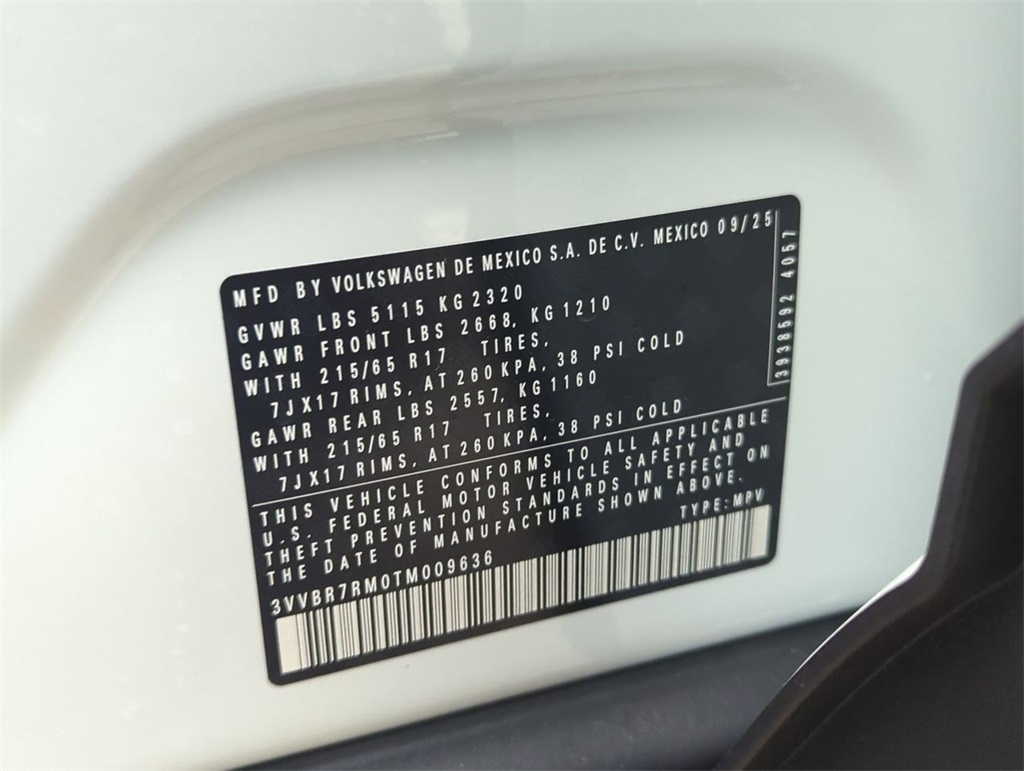 MFD BY VOLKSWAGEN DE MEXICO S.A. DE C.V. MEXICO 09/25
GVWR LBS 5115 KG 2320
GAWR FRONT LBS 2668, KG 1210
WITH 215/65 R17 TIRES,
7JX17 RIMS, AT 260 KPA, 38 PSI COLD
GAWR REAR LBS 2557, KG 1160
WITH 215/65 R17 TIRES,
7JX17 RIMS, AT 260 KPA, 38 PSI COLD
3938592 4057
THIS VEHICLE CONFORMS TO ALL APPLICABLE
U.S. FEDERAL MOTOR VEHICLE SAFETY AND
THEFT PREVENTION STANDARDS IN EFFECT ON
THE DATE OF MANUFACTURE SHOWN ABOVE.
3VVBR7RM0TM009636 TYPE: MPV